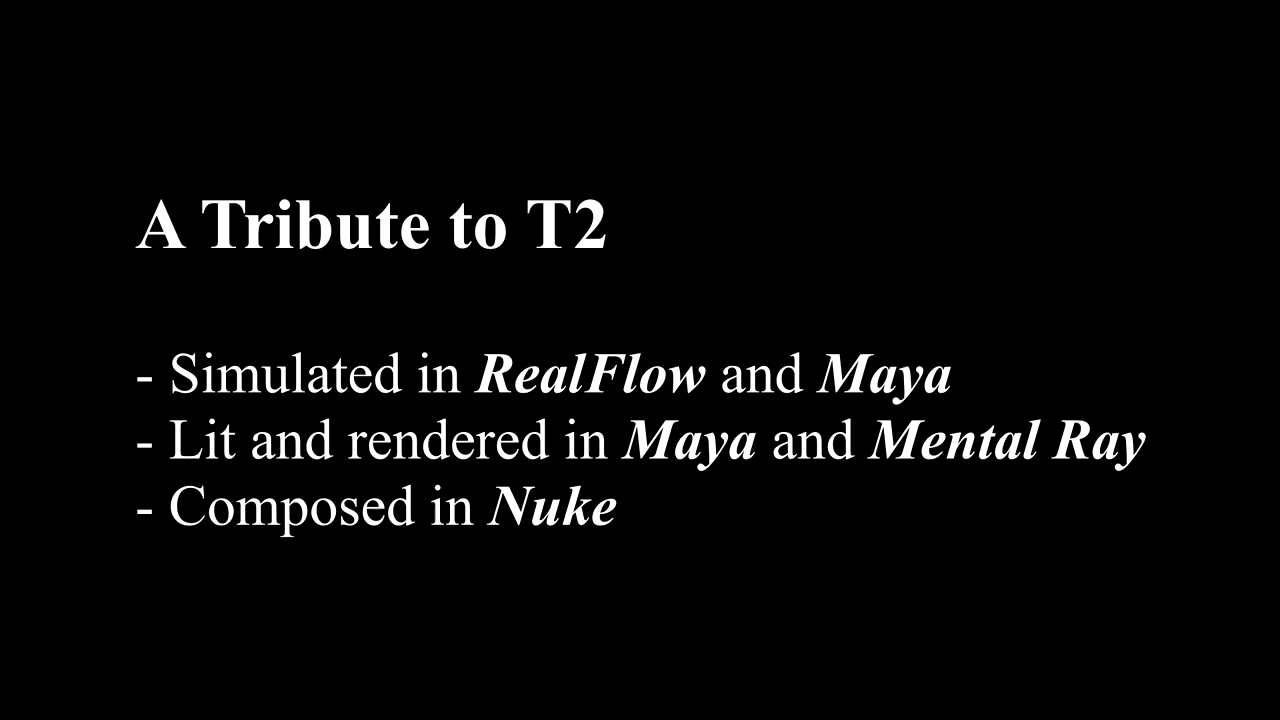 A Tribute to T2
- Simulated in RealFlow and Maya
- Lit and rendered in Maya and Mental Ray
- Composed in Nuke